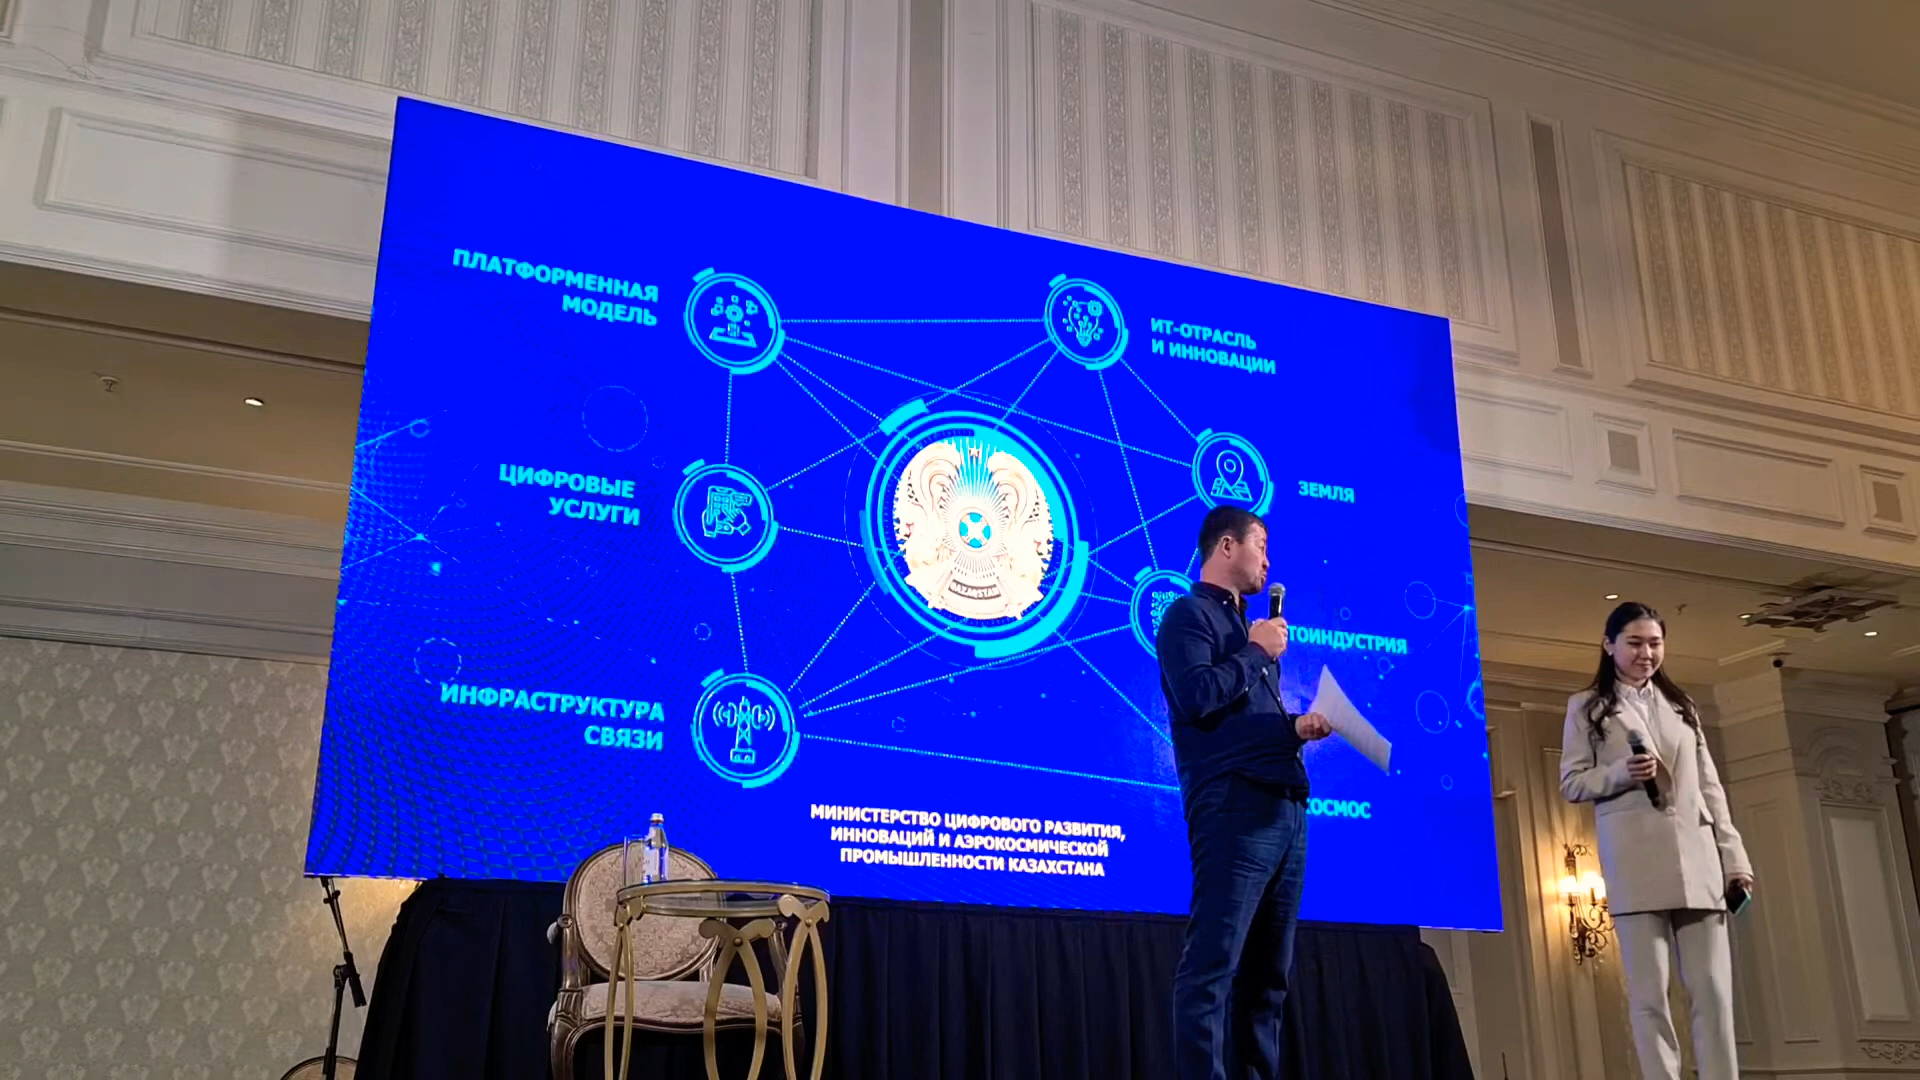 ПЛАТФОРМЕННАЯ
МОДЕЛЬ
ИТ-ОТРАСЛЬ
И ИННОВАЦИИ
ЦИФРОВЫЕ
УСЛУГИ
ЗЕМЛЯ
QAZAQSTAN
ТОИНДУСТРИЯ
ИНФРАСТРУКТУРА
СВЯЗИ
КОСМОС
МИНИСТЕРСТВО ЦИФРОВОГО РАЗВИТИЯ,
ИННОВАЦИЙ И АЭРОКОСМИЧЕСКОЙ
ПРОМЫШЛЕННОСТИ КАЗАХСТАНА